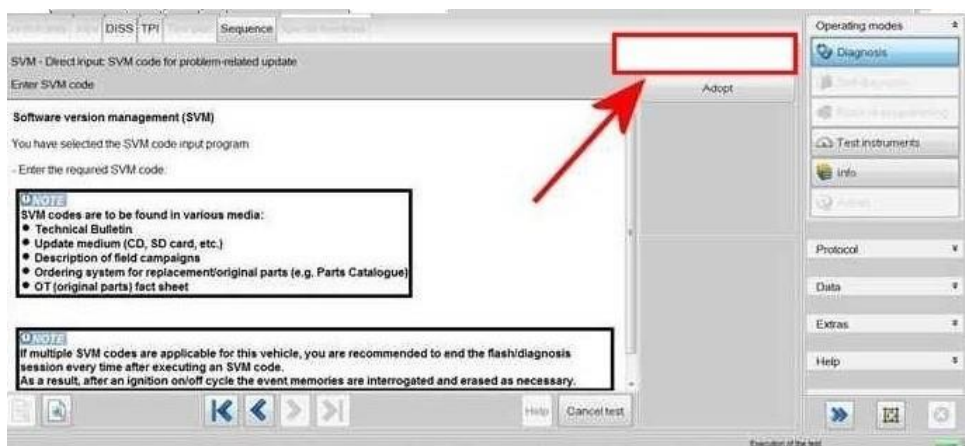 DISS
TPI
Sequence
Operating modes
Diagnosis
SVM - Direct input: SVM code for problem-related update
Enter SVM code
Adopt
Software version management (SVM)
You have selected the SVM code input program
- Enter the required SVM code.
Test instruments
Info
NOTE
SVM codes are to be found in various media:
• Technical Bulletin
• Update medium (CD, SD card, etc.)
• Description of field campaigns
• Ordering system for replacement/original parts (e.g. Parts Catalogue)
• OT (original parts) fact sheet
Protocol
Data
Extras
Help
NOTE
If multiple SVM codes are applicable for this vehicle, you are recommended to end the flash/diagnosis
session every time after executing an SVM code.
As a result, after an ignition on/off cycle the event memories are interrogated and erased as necessary.
Help
Cancel test
Execution of the test